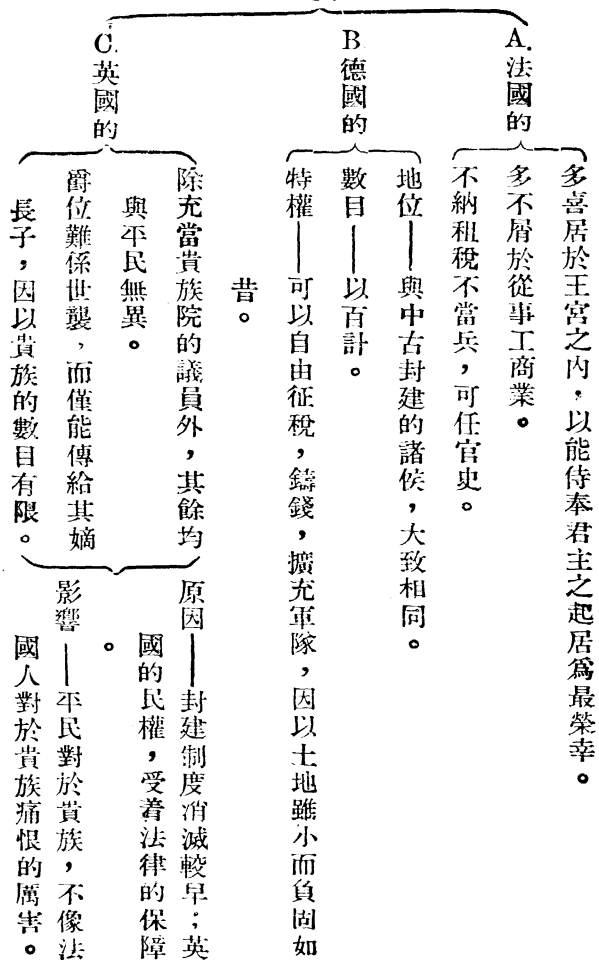 A.法國的
多喜居於王宮之內，以能侍奉君主之起居爲最榮幸。
多不屑於從事工商業。
不納租稅不當兵，可任官史。
B德國的
地位——與中古封建的諸侯，大致相同。
數目——以百計。
特權——可以自由征稅，鑄錢，擴充軍隊，因以土地雖小而負固如
昔。
C.英國的
除充當貴族院的議員外，其餘均
與平民無異。
爵位難係世襲，而僅能傳給其嫡
長子，因以貴族的數目有限。
原因——封建制度消滅較早；英
國的民權，受着法律的保障
。
影響——平民對於貴族，不像法
國人對於貴族痛恨的厲害。